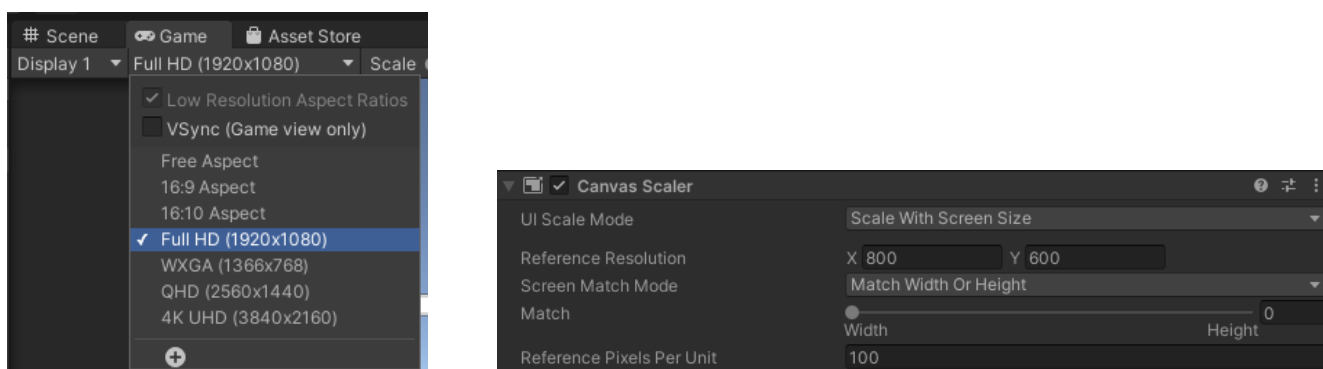 Scene Game Asset Store
Display 1 Full HD (1920x1080) Scale
Low Resolution Aspect Ratios
VSync (Game view only)
Free Aspect
16:9 Aspect
16:10 Aspect
Full HD (1920x1080)
WXGA (1366x768)
QHD (2560x1440)
4K UHD (3840x2160)
Canvas Scaler
UI Scale Mode Scale With Screen Size
Reference Resolution X 800 Y 600
Screen Match Mode Match Width Or Height
Match 0
Width Height
Reference Pixels Per Unit 100